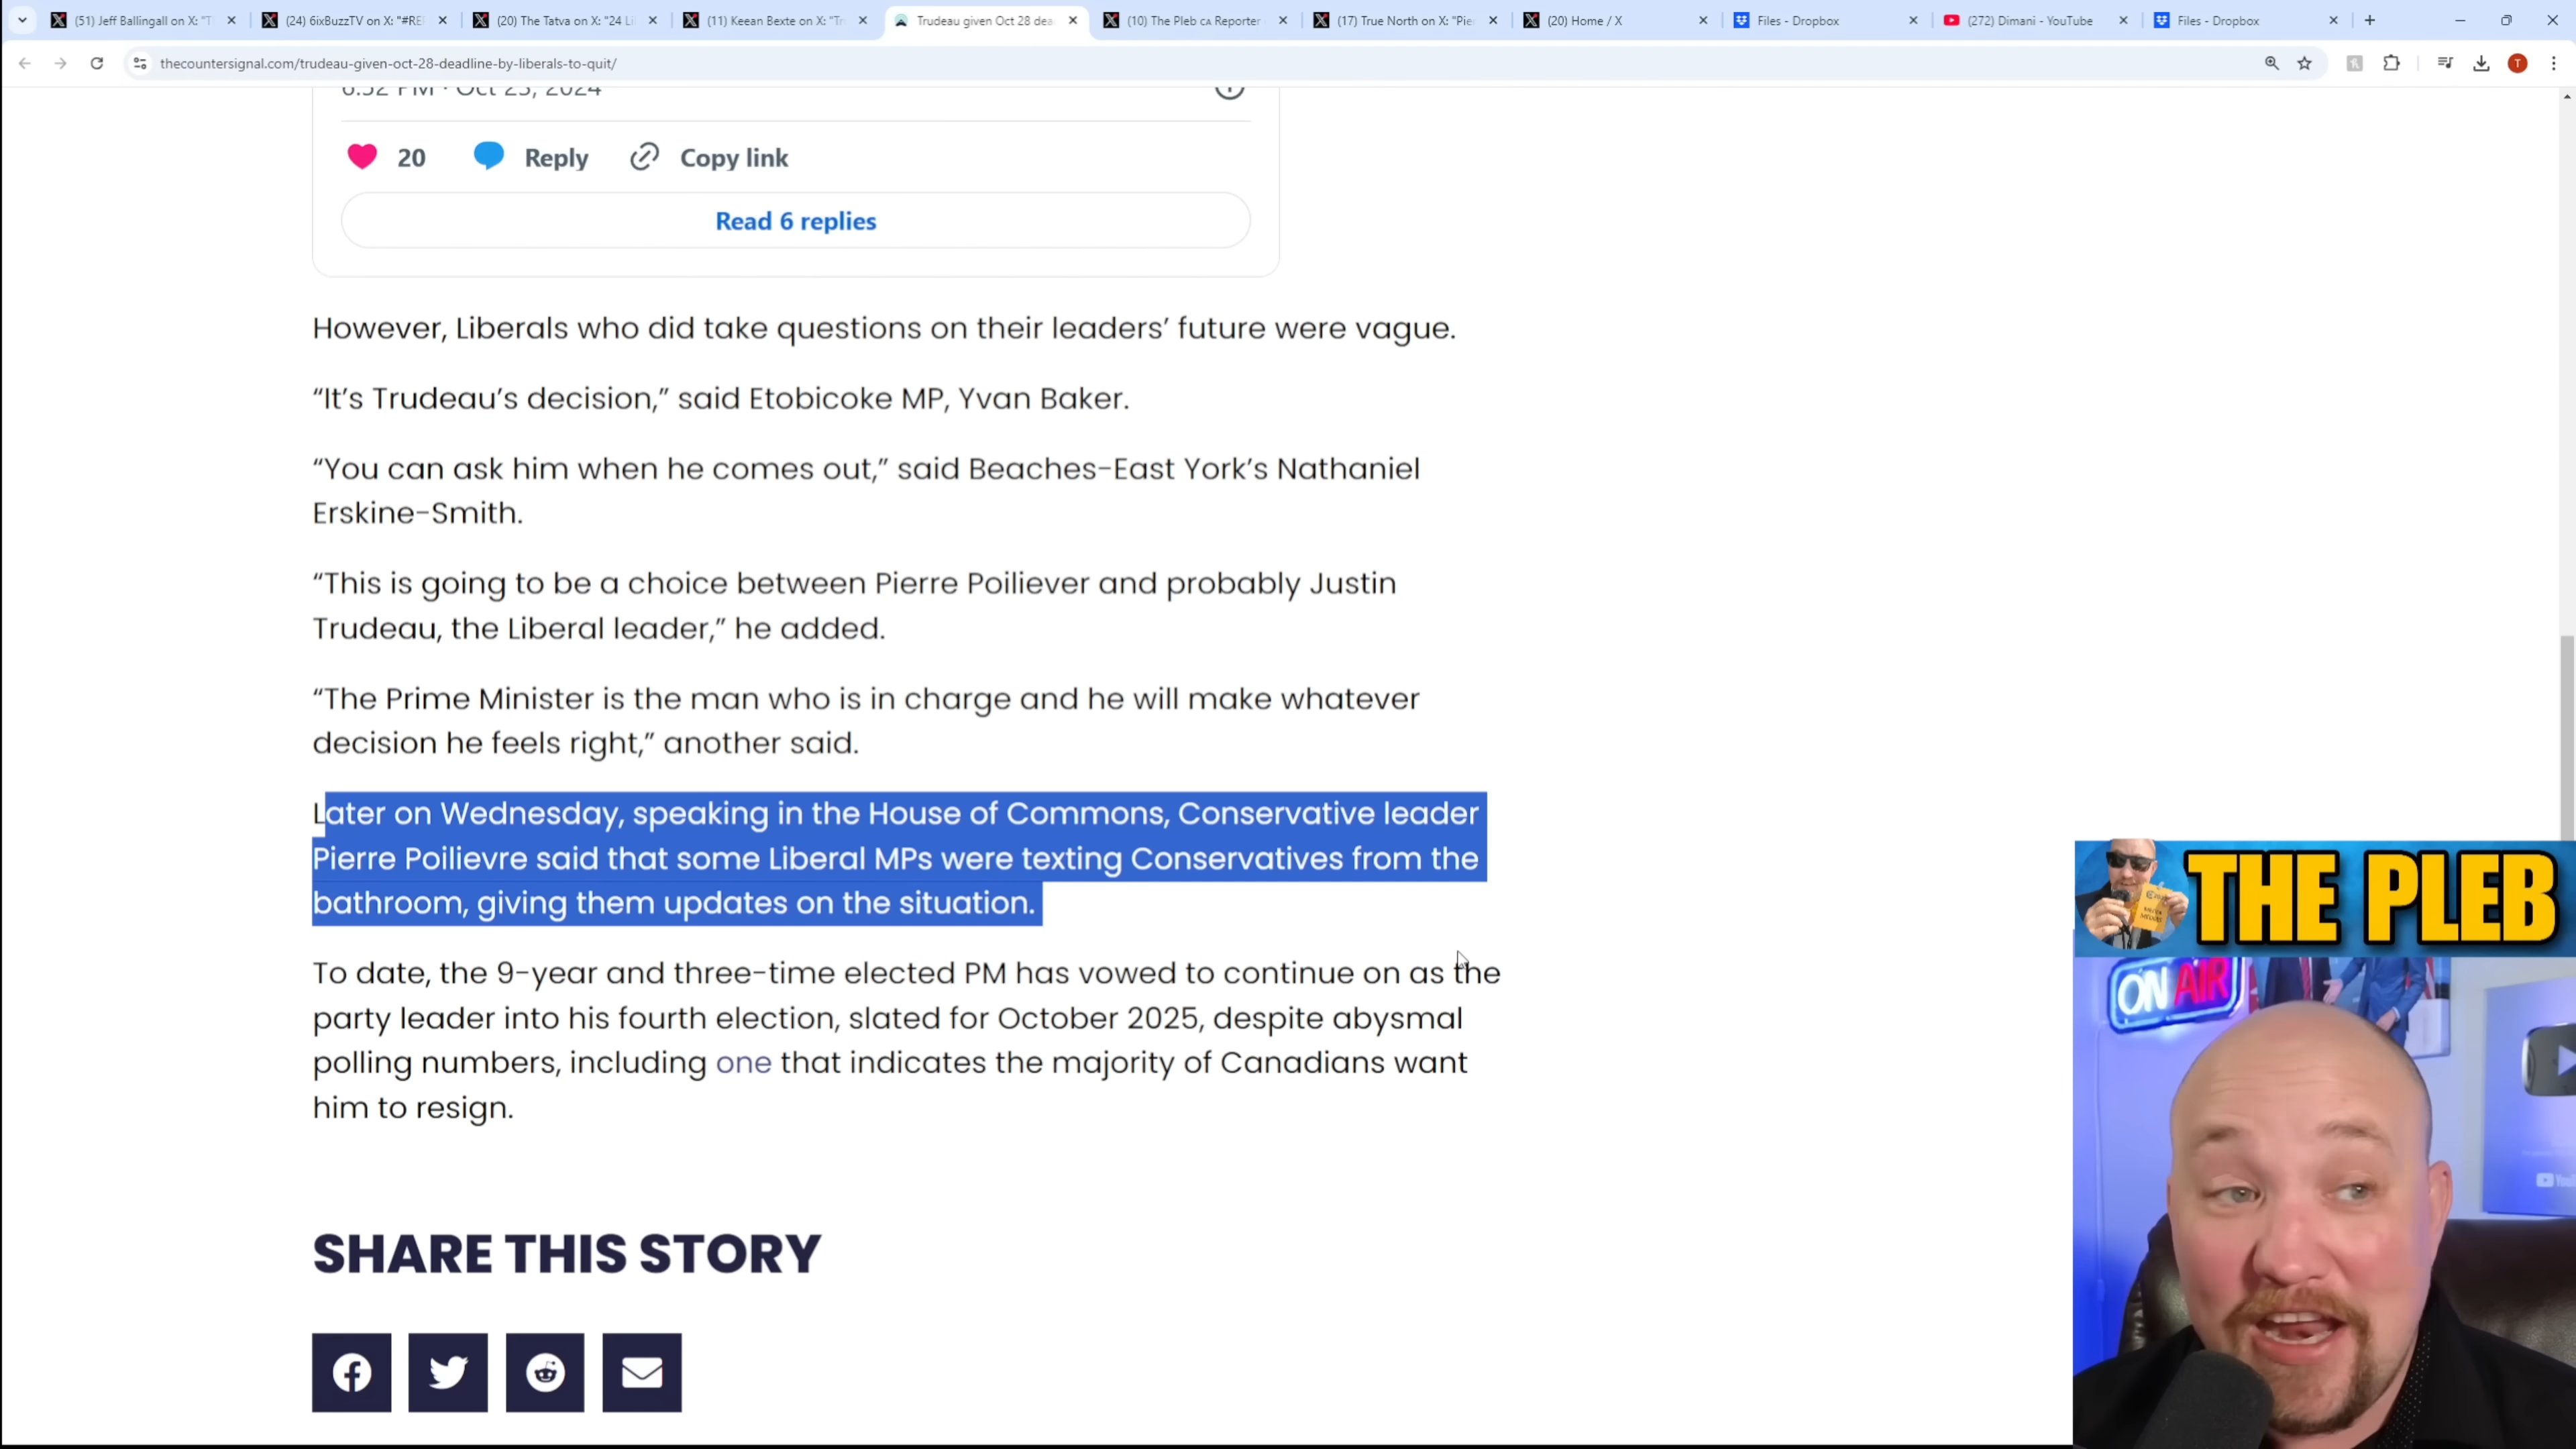 (51) Jeff Ballingall on X: "T
(24) 6ixBuzzTV on X: "#REP
(20) The Tatva on X: "24 Li
(11) Keean Bexte on X: "Tr
Trudeau given Oct 28 dea
(10) The Pleb CA Reporter
(17) True North on X: "Pie
(20) Home / X
Files - Dropbox
(272) Dimani - YouTube
Files - Dropbox
thecountersignal.com/trudeau-given-oct-28-deadline-by-liberals-to-quit/
T
6:52 PM · Oct 23, 2024
20 Reply Copy link
Read 6 replies
However, Liberals who did take questions on their leaders’ future were vague.
“It’s Trudeau’s decision,” said Etobicoke MP, Yvan Baker.
“You can ask him when he comes out,” said Beaches-East York’s Nathaniel
Erskine-Smith.
“This is going to be a choice between Pierre Poiliever and probably Justin
Trudeau, the Liberal leader,” he added.
“The Prime Minister is the man who is in charge and he will make whatever
decision he feels right,” another said.
Later on Wednesday, speaking in the House of Commons, Conservative leader
Pierre Poilievre said that some Liberal MPs were texting Conservatives from the
bathroom, giving them updates on the situation.
To date, the 9-year and three-time elected PM has vowed to continue on as the
party leader into his fourth election, slated for October 2025, despite abysmal
polling numbers, including one that indicates the majority of Canadians want
him to resign.
SHARE THIS STORY
THE PLEB
ON AIR